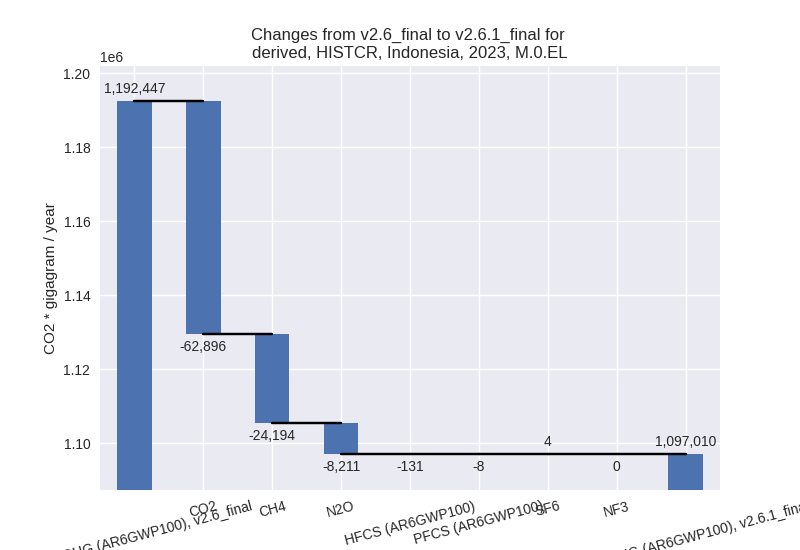 Changes from v2.6_final to v2.6.1_final for
derived, HISTCR, Indonesia, 2023, M.0.EL
1e6
1.20
1.18
1.16
1.14
1.12
1.10
CO2 * gigagram / year
1,192,447
-62,896
-24,194
-8,211
-131
-8
4
0
1,097,010
(AR6GWP100), v2.6_final
CO2
CH4
N2O
HFCS (AR6GWP100)
PFCS (AR6GWP100)
SF6
NF3
(AR6GWP100), v2.6.1_fina